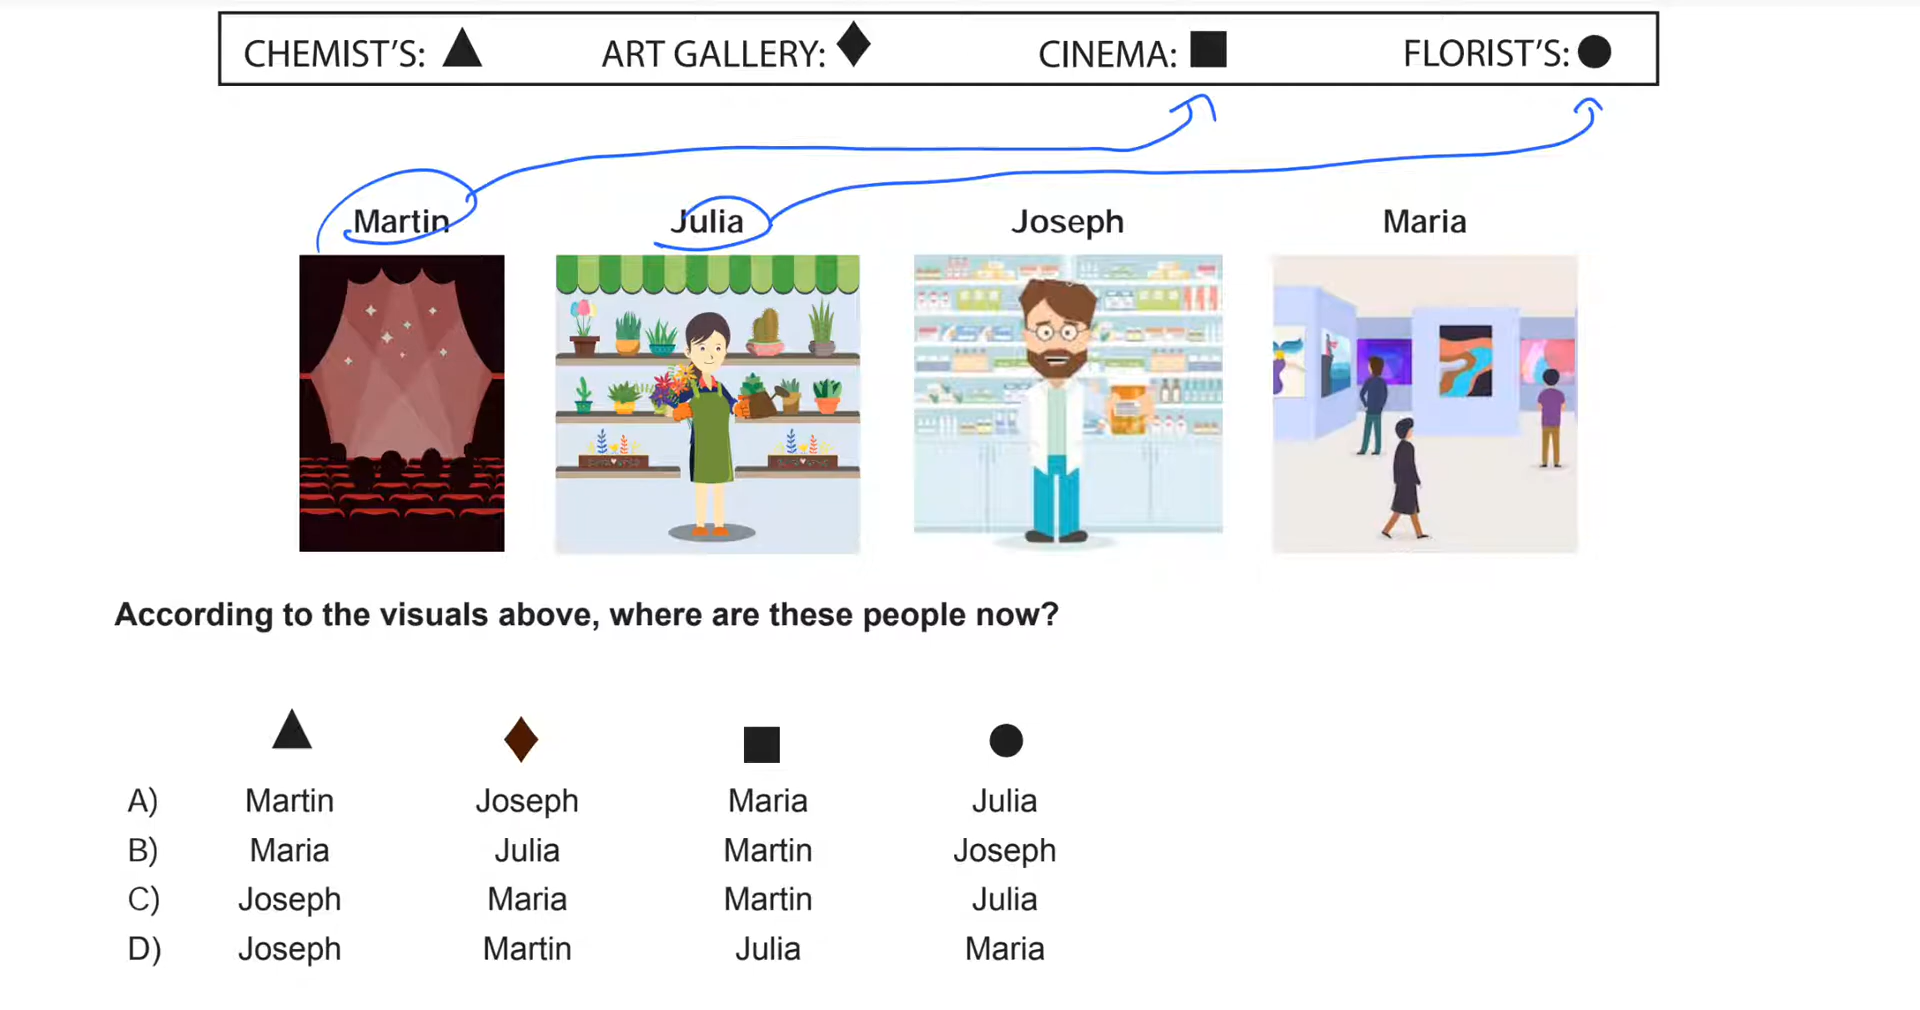 CHEMIST'S: ART GALLERY: CINEMA: FLORIST'S:
Martin Julia Joseph Maria
According to the visuals above, where are these people now?
A) Martin Joseph Maria Julia
B) Maria Julia Martin Joseph
C) Joseph Maria Martin Julia
D) Joseph Martin Julia Maria